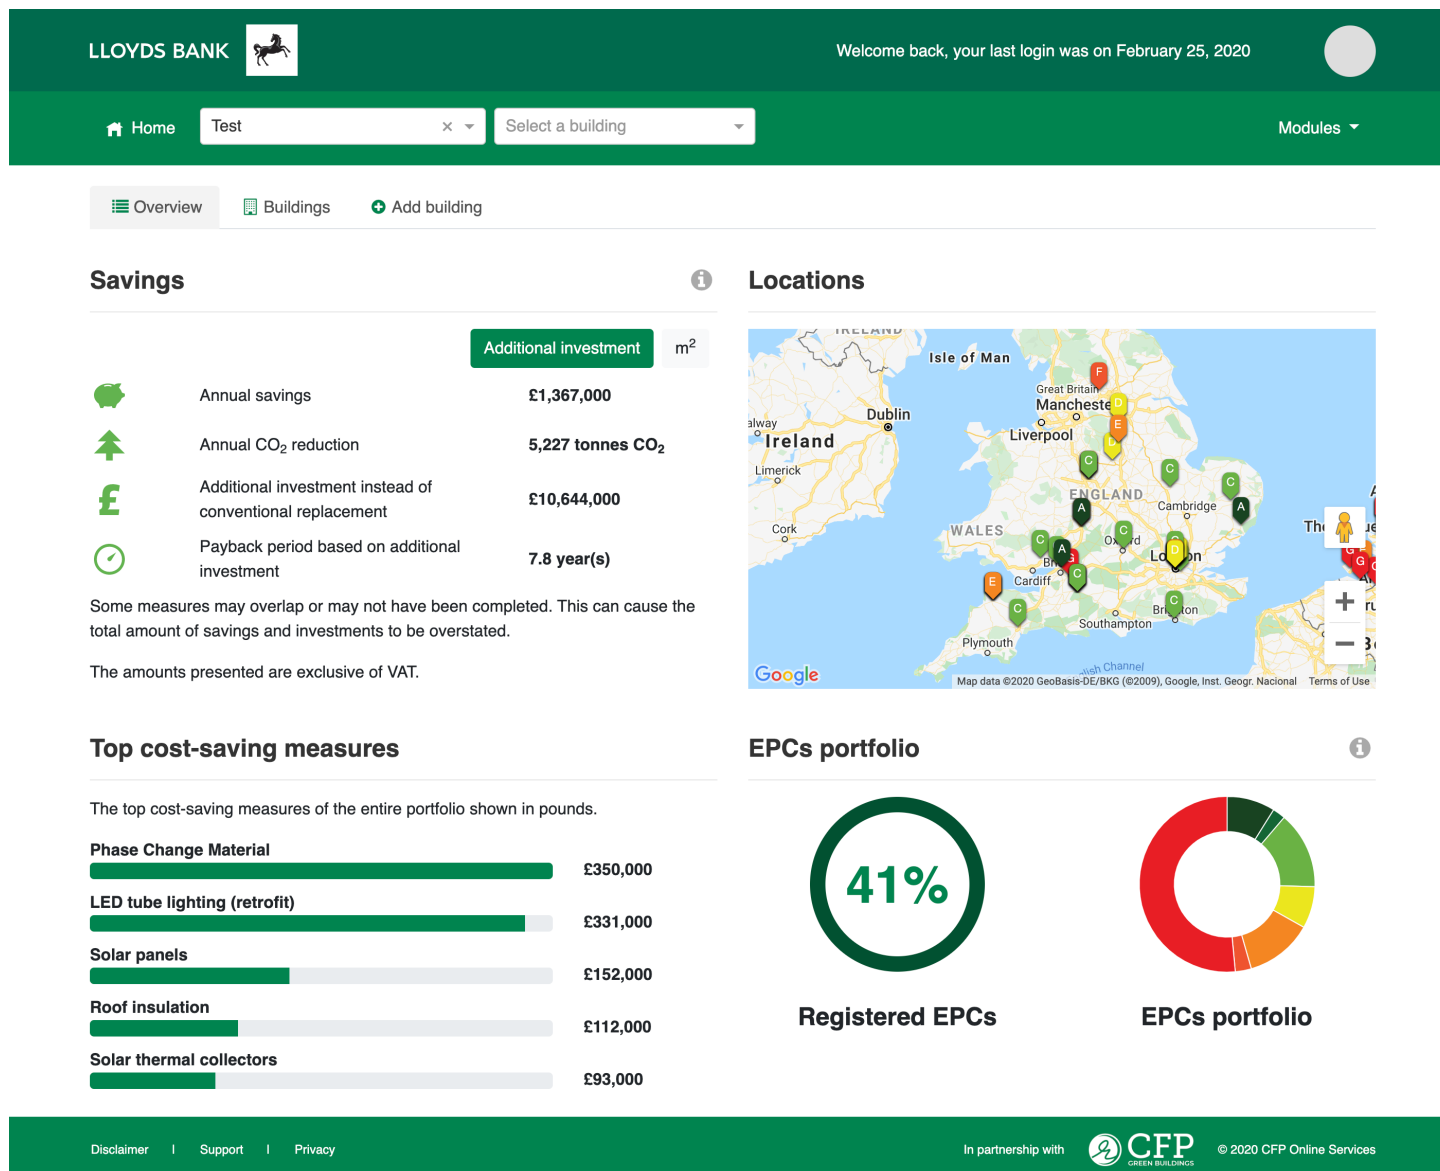 LLOYDS BANK
Welcome back, your last login was on February 25, 2020
Home
Test
Select a building
Modules
Overview
Buildings
Add building
Savings
Additional investment
m²
Annual savings
£1,367,000
Annual CO₂ reduction
5,227 tonnes CO₂
Additional investment instead of
conventional replacement
£10,644,000
Payback period based on additional
investment
7.8 year(s)
Some measures may overlap or may not have been completed. This can cause the
total amount of savings and investments to be overstated.
The amounts presented are exclusive of VAT.
Locations
IRELAND
Isle of Man
F
Great Britain
Manchester
D
Dublin
E
Liverpool
D
Ireland
C
C
Limerick
C
ENGLAND
A
Cambridge
A
Cork
WALES
C
C
A
D
G
G
G
Cardiff
C
E
C
C
Southampton
Plymouth
Google
Map data ©2020 GeoBasis-DE/BKG (©2009), Google, Inst. Geogr. Nacional
Terms of Use
Top cost-saving measures
The top cost-saving measures of the entire portfolio shown in pounds.
Phase Change Material
£350,000
LED tube lighting (retrofit)
£331,000
Solar panels
£152,000
Roof insulation
£112,000
Solar thermal collectors
£93,000
EPCs portfolio
41%
Registered EPCs
EPCs portfolio
Disclaimer | Support | Privacy
In partnership with
CFP
GREEN BUILDINGS
© 2020 CFP Online Services